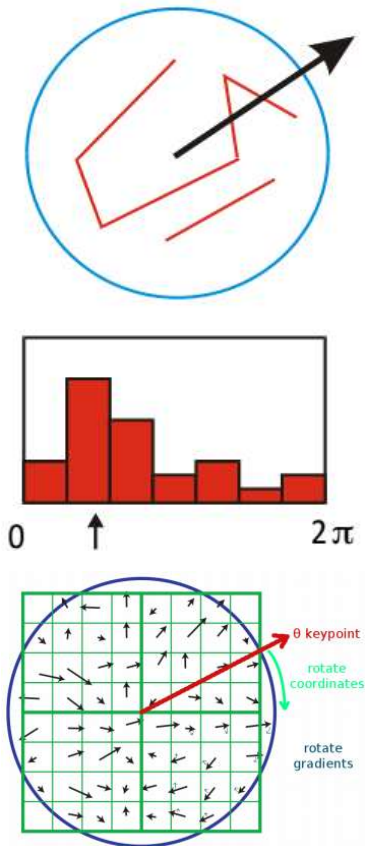 0 2π
θ keypoint
rotate
coordinates
rotate
gradients